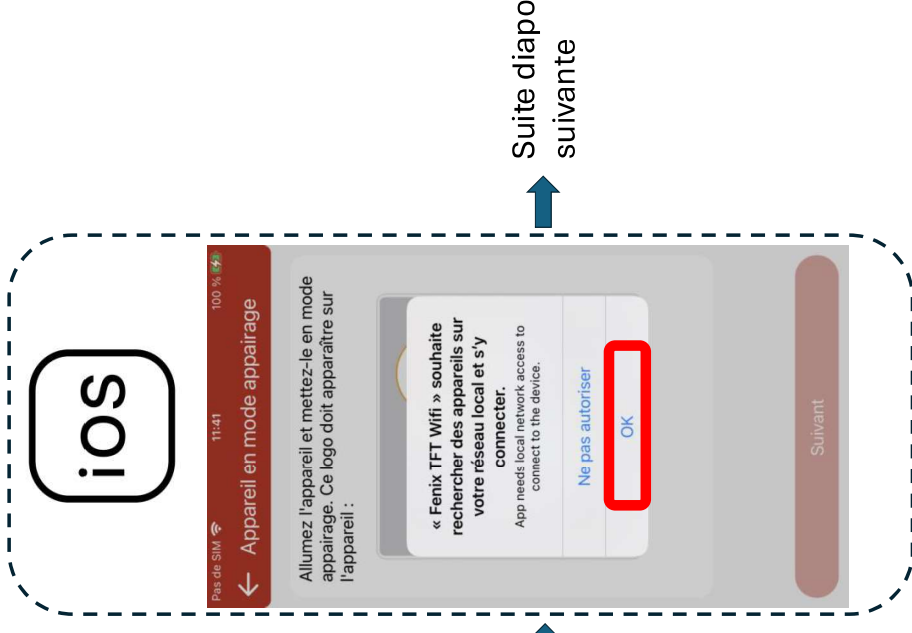 ios
Pas de SIM 11:41 100 %
Appareil en mode appairage
Allumez l'appareil et mettez-le en mode
appairage. Ce logo doit apparaître sur
l'appareil :
« Fenix TFT Wifi » souhaite
rechercher des appareils sur
votre réseau local et s'y
connecter.
App needs local network access to
connect to the device.
Ne pas autoriser
OK
Suivant
Suite diapo
suivante